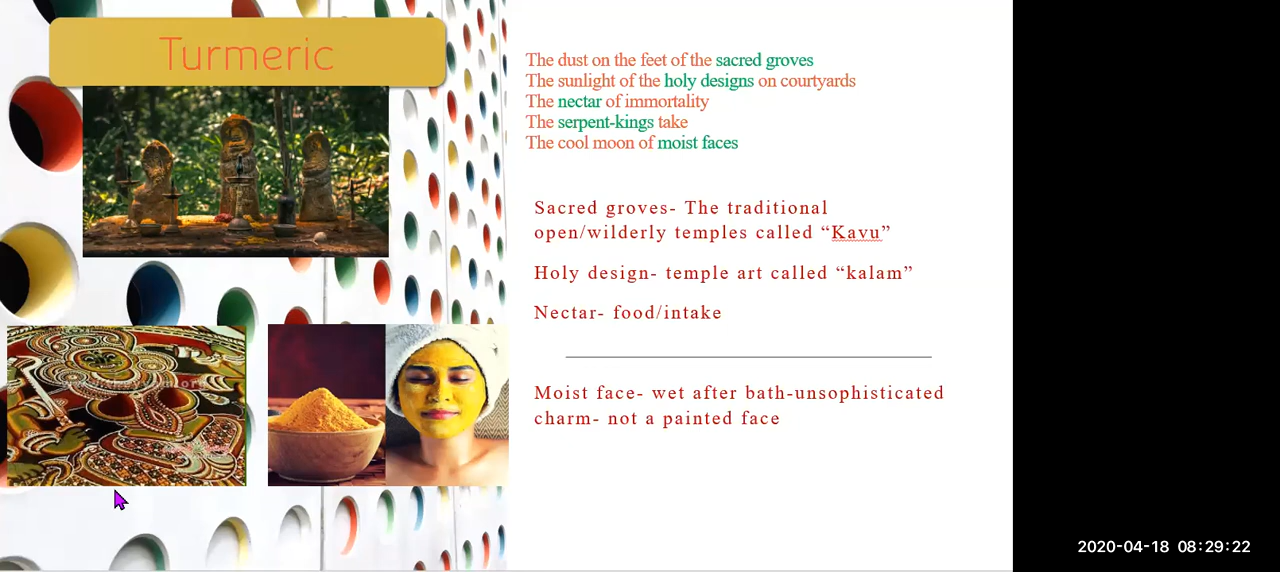 Turmeric
The dust on the feet of the sacred groves
The sunlight of the holy designs on courtyards
The nectar of immortality
The serpent-kings take
The cool moon of moist faces
Sacred groves- The traditional
open/wilderly temples called “Kavu”
Holy design- temple art called “kalam”
Nectar- food/intake
Moist face- wet after bath-unsophisticated
charm- not a painted face
2020-04-18 08:29:22